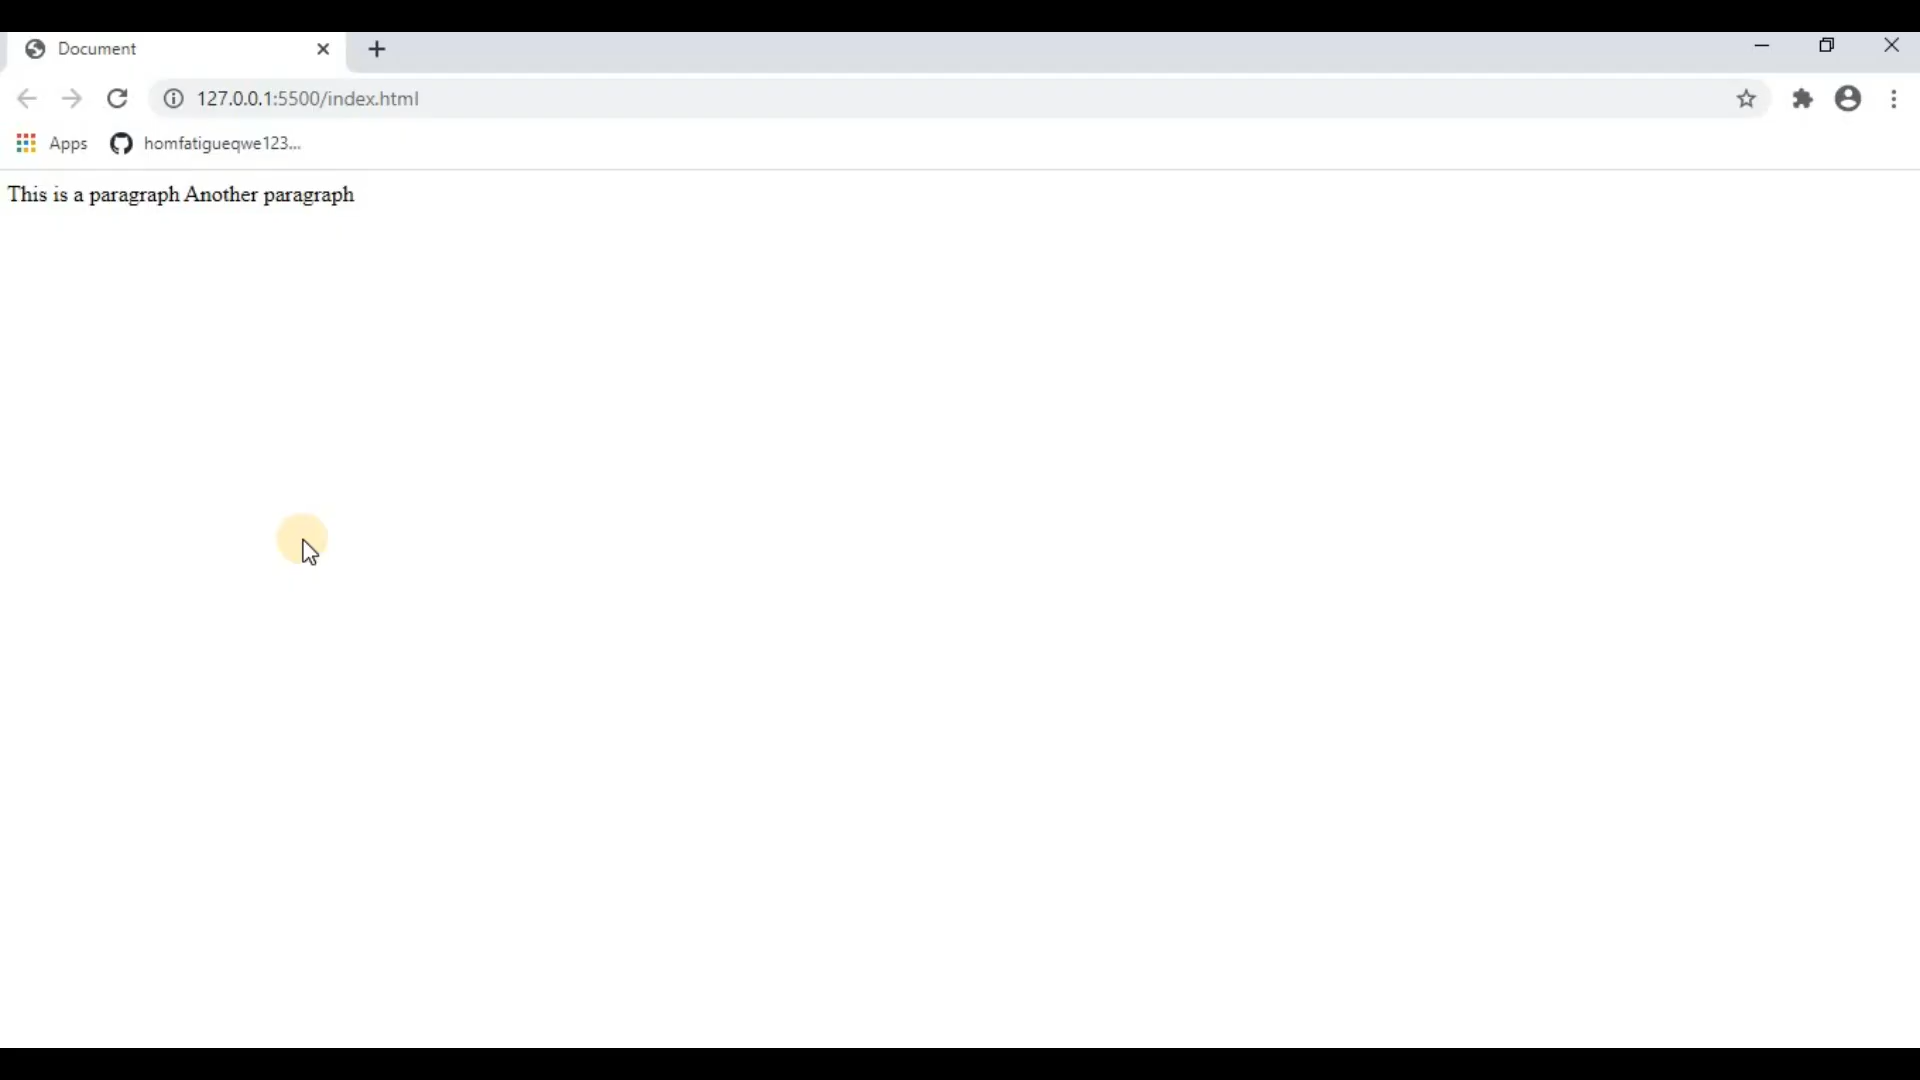 Document
127.0.0.1:5500/index.html
Apps homfatigueqwe123...
This is a paragraph Another paragraph